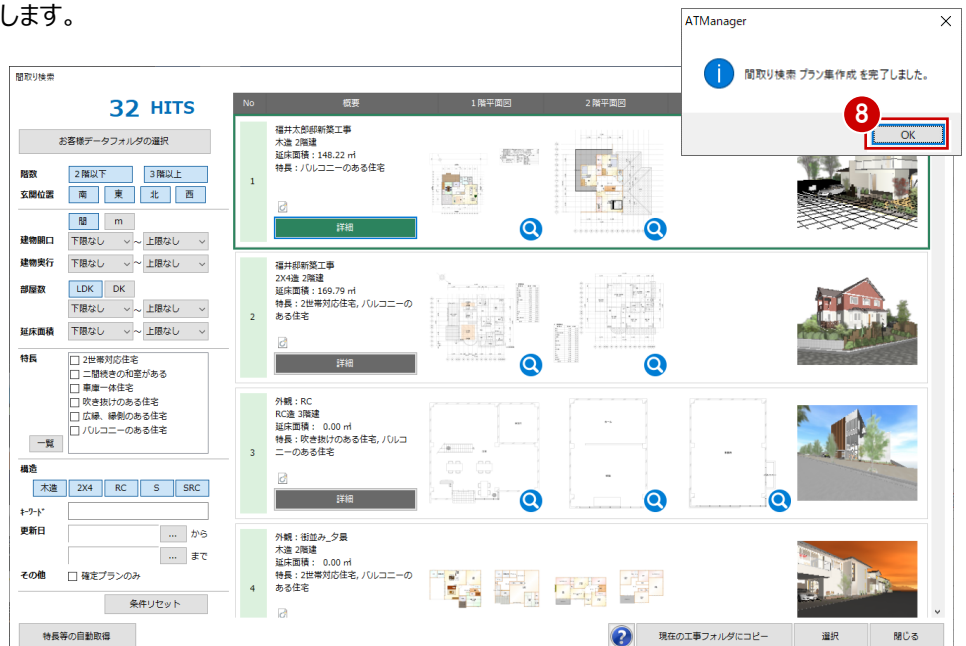 します。
ATManager
間取り検索 プラン集作成 を完了しました。
8
OK
間取り検索
32 HITS
お客様データフォルダの選択
階数
2階以下
3階以上
玄関位置
南
東
北
西
間
m
建物間口
下限なし
~
上限なし
建物実行
下限なし
~
上限なし
部屋数
LDK
DK
下限なし
~
上限なし
延床面積
下限なし
~
上限なし
特長
2世帯対応住宅
二間続きの和室がある
車庫一体住宅
吹き抜けのある住宅
広縁、縁側のある住宅
バルコニーのある住宅
一覧
構造
木造
2X4
RC
S
SRC
キーワード
更新日
...
から
...
まで
その他
確定プランのみ
条件リセット
特長等の自動取得
No
概要
1階平面図
2階平面図
1
福井太郎邸新築工事
木造 2階建
延床面積：148.22 ㎡
特長：バルコニーのある住宅
詳細
2
福井邸新築工事
2X4造 2階建
延床面積：169.79 ㎡
特長：2世帯対応住宅, バルコニーの
ある住宅
詳細
3
外観：RC
RC造 3階建
延床面積： 0.00 ㎡
特長：吹き抜けのある住宅, バルコ
ニーのある住宅
詳細
4
外観：街並み_夕景
木造 2階建
延床面積： 0.00 ㎡
特長：2世帯対応住宅, バルコニーの
ある住宅
?
現在の工事フォルダにコピー
選択
閉じる